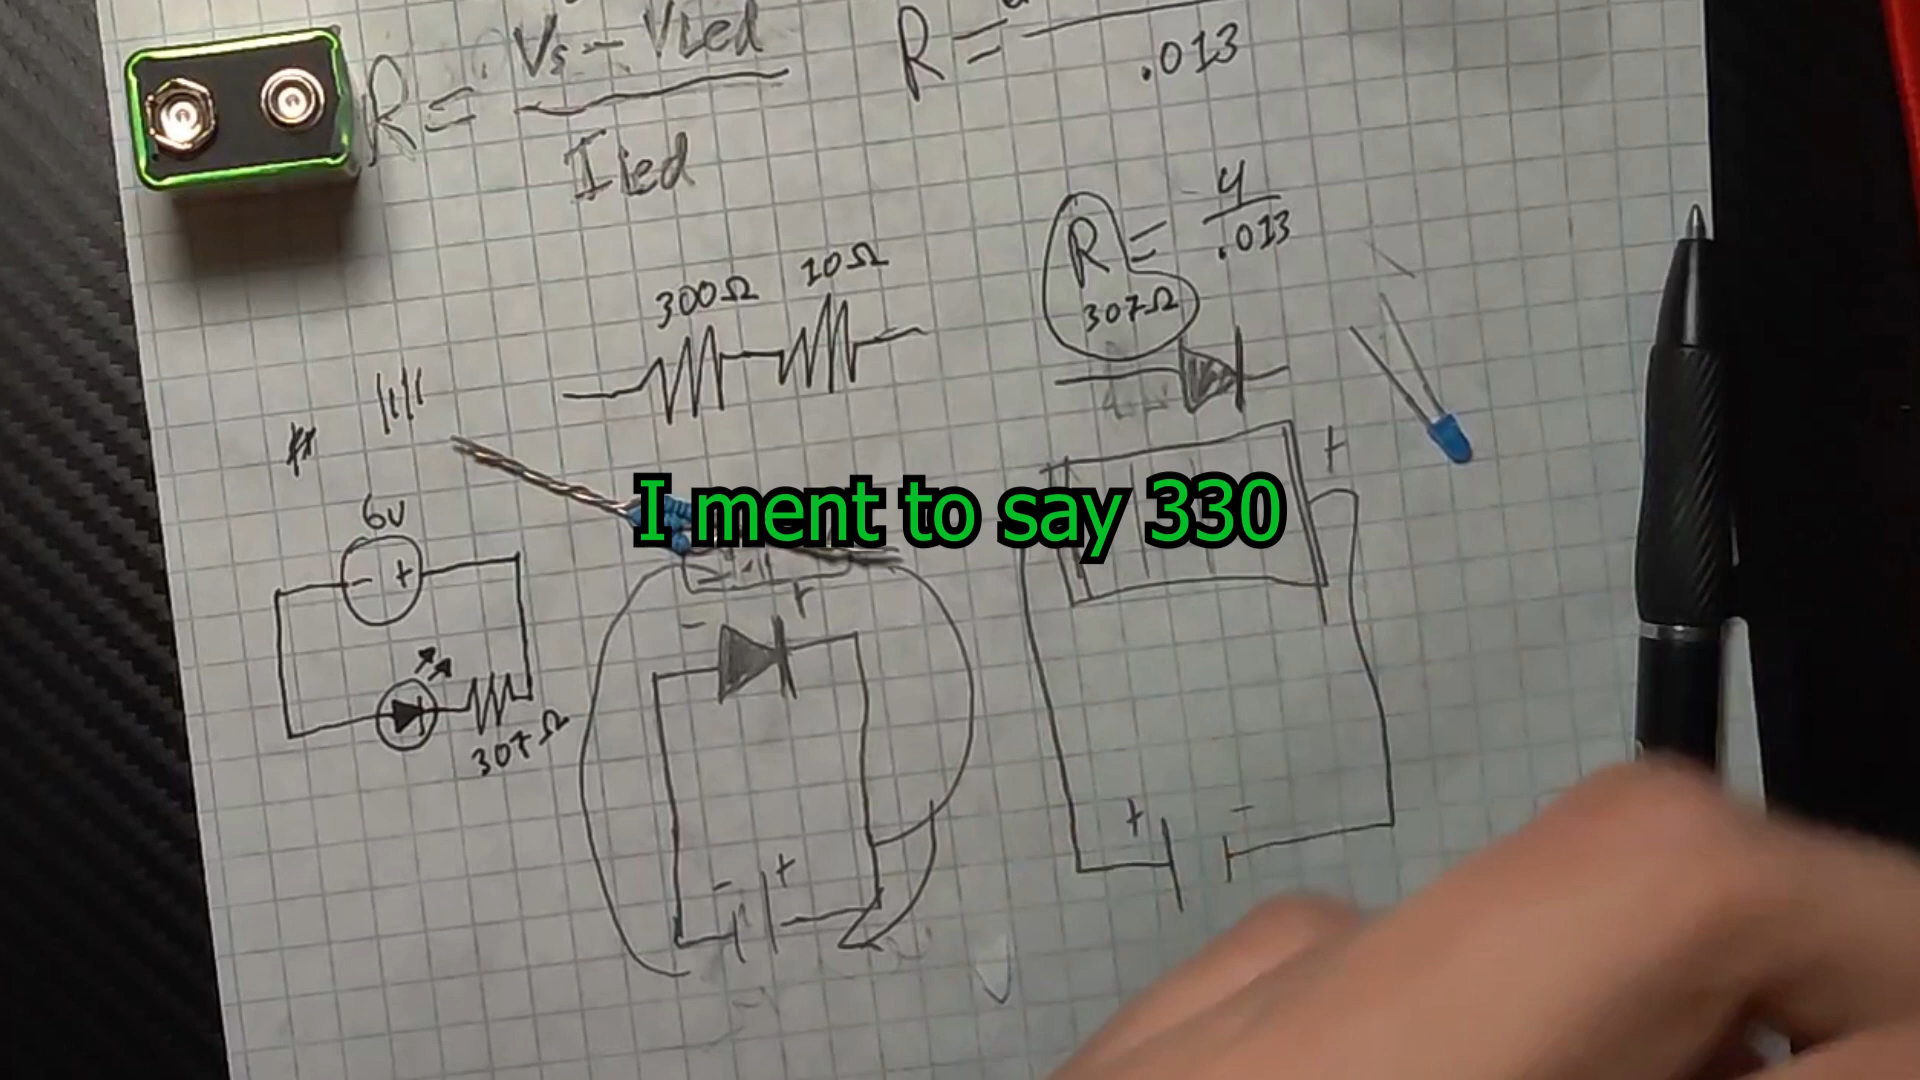 R = Vs - VLed
ILed
R =
.013
R = 4
.013
307Ω
300Ω 10Ω
+
I ment to say 330
6V
- +
307Ω
- +
+ -
- +